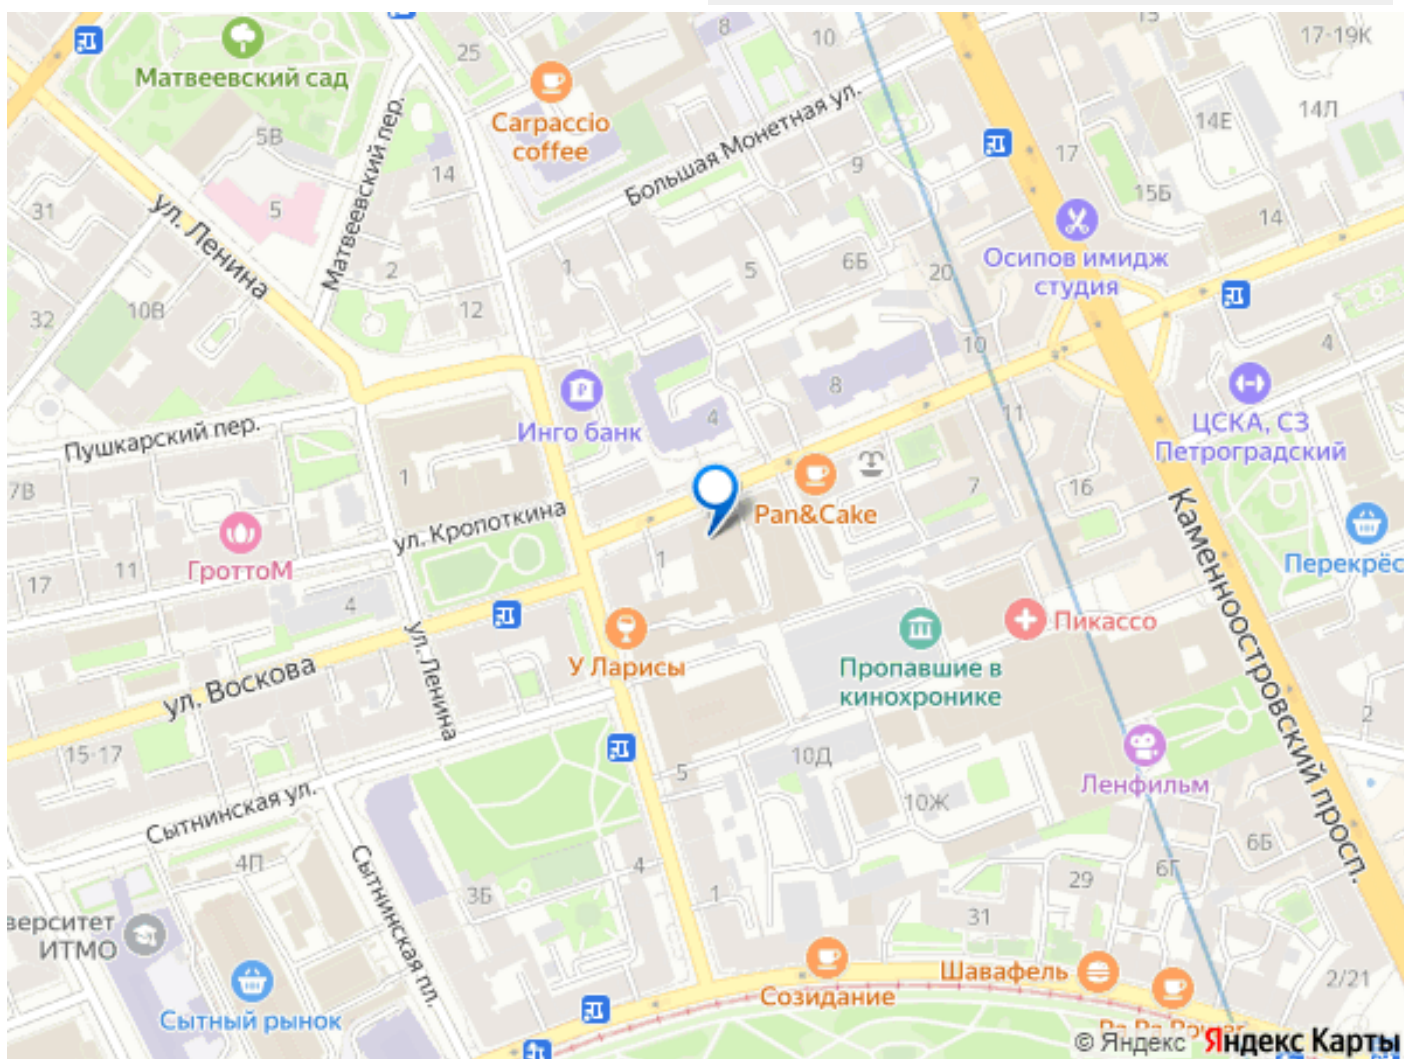 8
10
15
17-19К
25
Матвеевский сад
Carpaccio
coffee
Большая Монетная ул.
14Е
14Л
5В
Матвеевский пер.
14
9
17
15Б
31
5
ул. Ленина
14
2
1
5
6Б
20
Осипов имидж
студия
32
10В
12
10
4
8
Инго банк
4
11
ЦСКА, СЗ
Петроградский
Пушкарский пер.
7В
1
16
7
Pan&Cake
Каменноостровский просп.
ул. Кропоткина
ГроттоМ
Перекрёс
17
11
1
4
У Ларисы
Пикассо
Пропавшие в
кинохронике
ул. Ленина
ул. Воскова
2
15-17
10Д
5
Ленфильм
Сытнинская ул.
10Ж
6Б
4П
4
6Г
29
3Б
1
31
Сытнинская пл.
верситет
ИТМО
Шавафель
2/21
Созидание
Сытный рынок
© Яндекс Яндекс Карты